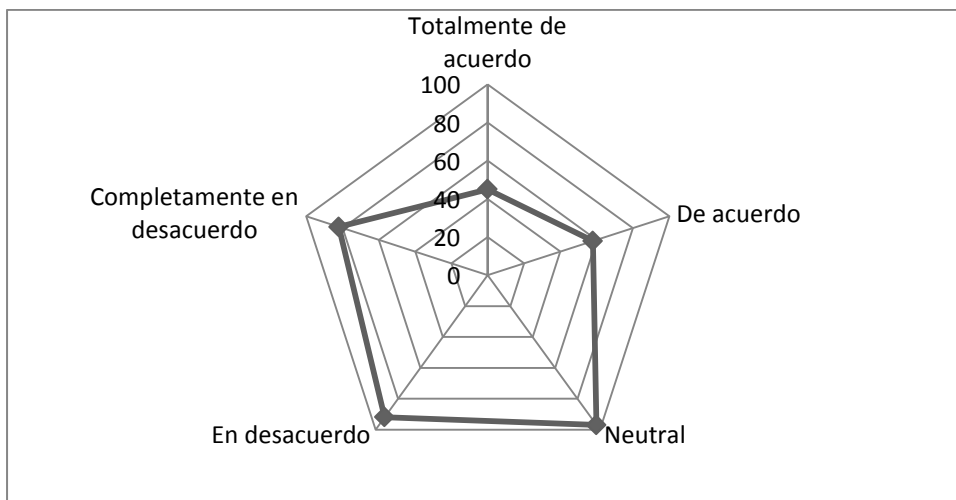 Totalmente de
acuerdo
100
80
60
40
20
0
De acuerdo
Neutral
En desacuerdo
Completamente en
desacuerdo